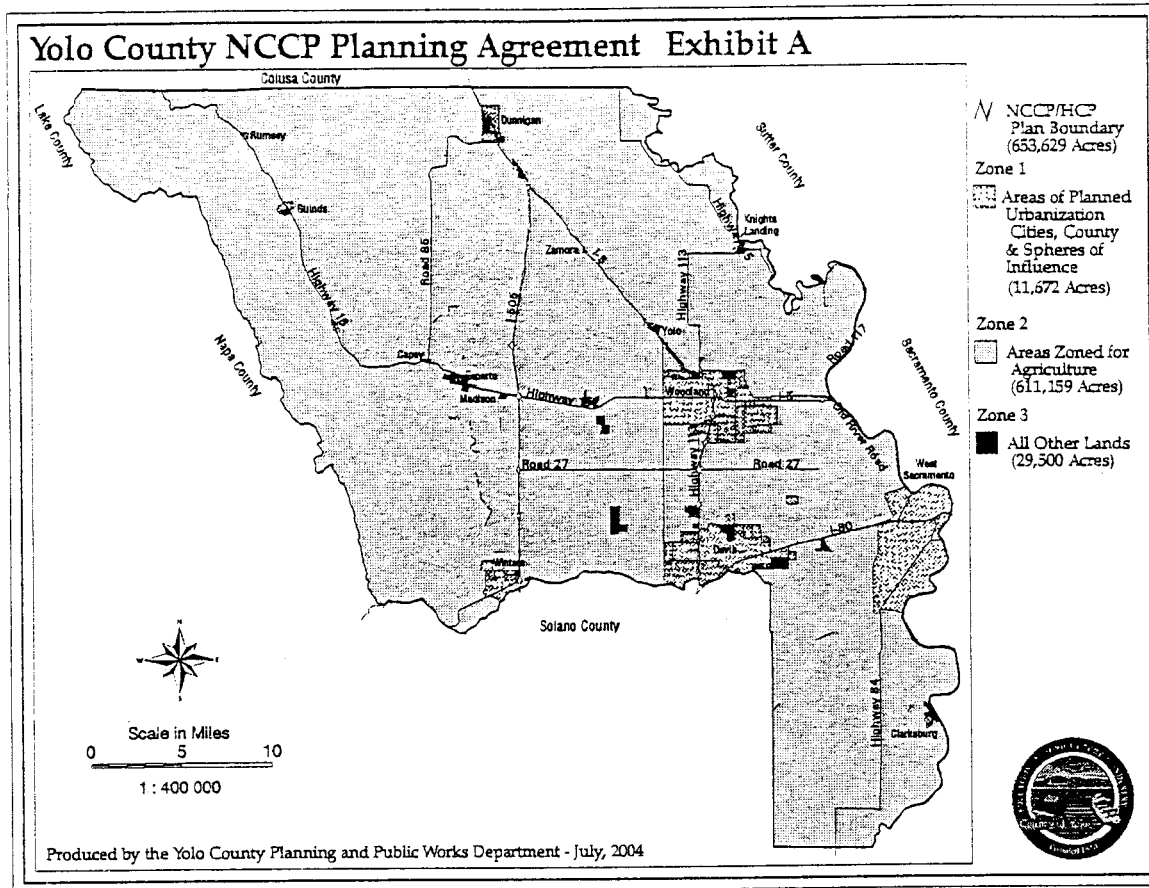 Yolo County NCCP Planning Agreement Exhibit A
Colusa County
Lake County
Rumsey
Dunnigan
Sutter County
Guinda
Knights
Landing
Zamora
I-5
Road 86
Highway 113
Highway 16
I-505
Yolo
Road 117
Napa County
Capay
Madison
Highway
Woodland
I-5
Sacramento County
Old River Road
Road 27
Road 27
Highway 113
West
Sacramento
I-80
Davis
Winters
Solano County
Highway 84
Clarksburg
N
W
E
S
Scale in Miles
0 5 10
1 : 400 000
Produced by the Yolo County Planning and Public Works Department - July, 2004
NCCP/HCP
Plan Boundary
(653,629 Acres)
Zone 1
Areas of Planned
Urbanization
Cities, County
& Spheres of
Influence
(11,672 Acres)
Zone 2
Areas Zoned for
Agriculture
(611,159 Acres)
Zone 3
All Other Lands
(29,500 Acres)